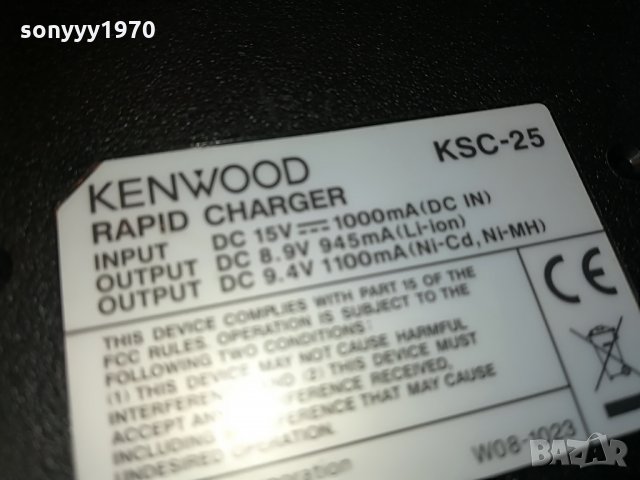 sonyyy1970
KENWOOD KSC-25
RAPID CHARGER
INPUT DC 15V⎓1000mA(DC IN)
OUTPUT DC 8.9V 945mA(Li-ion)
OUTPUT DC 9.4V 1100mA(Ni-Cd, Ni-MH)
THIS DEVICE COMPLIES WITH PART 15 OF THE
FCC RULES. OPERATION IS SUBJECT TO THE
FOLLOWING TWO CONDITIONS:
(1) THIS DEVICE MAY NOT CAUSE HARMFUL
INTERFERENCE AND (2) THIS DEVICE MUST
ACCEPT ANY INTERFERENCE RECEIVED,
INCLUDING INTERFERENCE THAT MAY CAUSE
UNDESIRED OPERATION.
CE
W08-1023
BAZAR